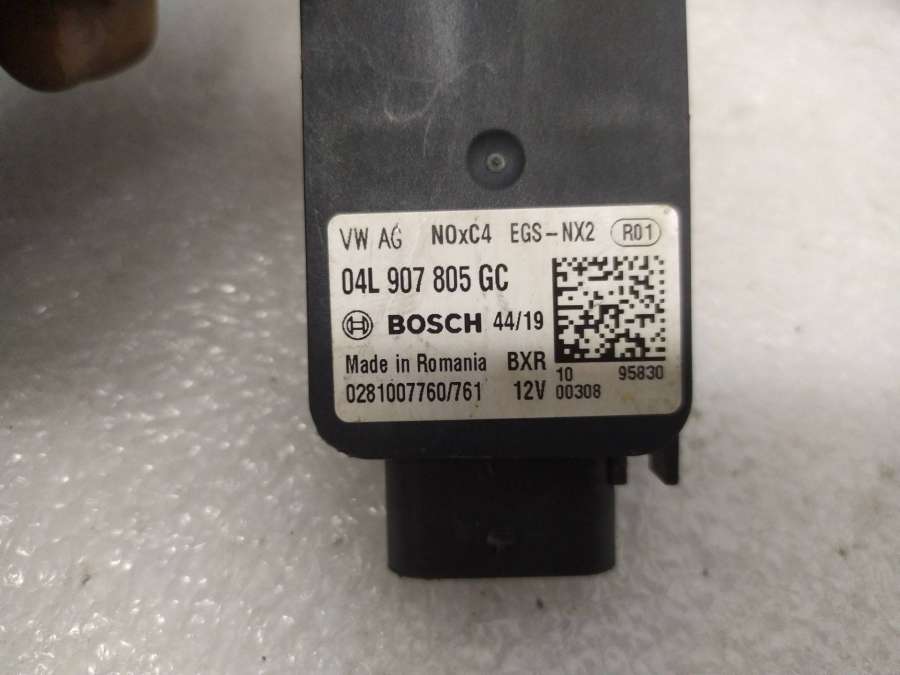 VW AG NOxC4 EGS-NX2 R01
04L 907 805 GC
BOSCH 44/19
Made in Romania BXR
10 95830
0281007760/761 12V 00308